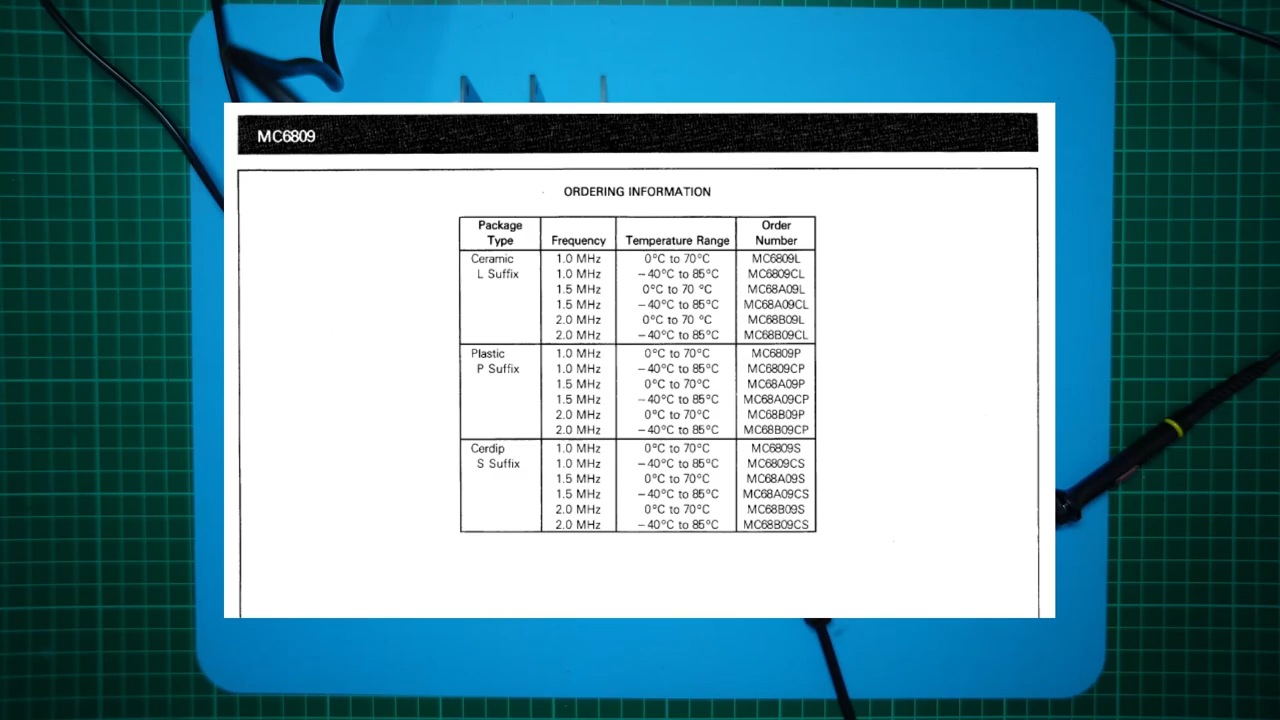 MC6809
ORDERING INFORMATION
Package Type Frequency Temperature Range Order Number
Ceramic 1.0 MHz 0°C to 70°C MC6809L
L Suffix 1.0 MHz −40°C to 85°C MC6809CL
1.5 MHz 0°C to 70 °C MC68A09L
1.5 MHz −40°C to 85°C MC68A09CL
2.0 MHz 0°C to 70 °C MC68B09L
2.0 MHz −40°C to 85°C MC68B09CL
Plastic 1.0 MHz 0°C to 70°C MC6809P
P Suffix 1.0 MHz −40°C to 85°C MC6809CP
1.5 MHz 0°C to 70°C MC68A09P
1.5 MHz −40°C to 85°C MC68A09CP
2.0 MHz 0°C to 70°C MC68B09P
2.0 MHz −40°C to 85°C MC68B09CP
Cerdip 1.0 MHz 0°C to 70°C MC6809S
S Suffix 1.0 MHz −40°C to 85°C MC6809CS
1.5 MHz 0°C to 70°C MC68A09S
1.5 MHz −40°C to 85°C MC68A09CS
2.0 MHz 0°C to 70°C MC68B09S
2.0 MHz −40°C to 85°C MC68B09CS